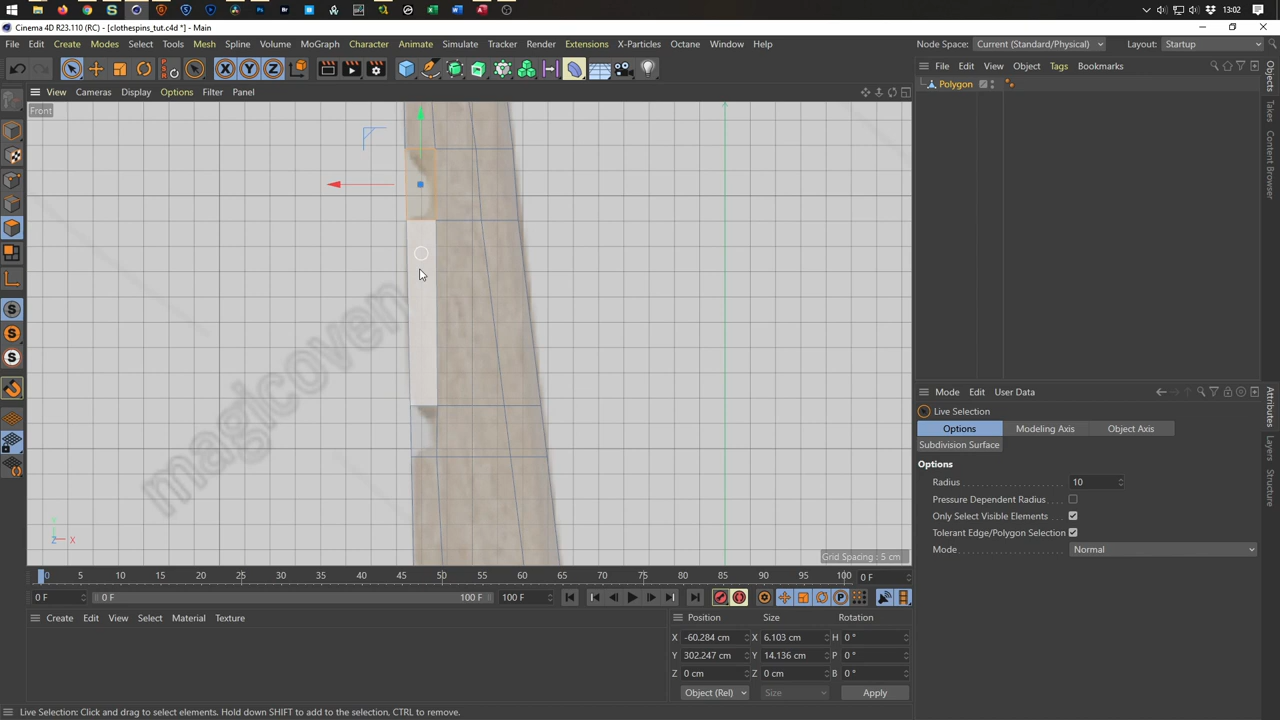 13:02
Cinema 4D R23.110 (RC) - [clothespins_tut.c4d *] - Main
File Edit Create Modes Select Tools Mesh Spline Volume MoGraph Character Animate Simulate Tracker Render Extensions X-Particles Octane Window Help
Node Space: Current (Standard/Physical) Layout: Startup
X Y Z
View Cameras Display Options Filter Panel
File Edit View Object Tags Bookmarks
Front
Polygon
Objects
Takes
Content Browser
magicoven
Mode Edit User Data
Live Selection
Options Modeling Axis Object Axis
Subdivision Surface
Options
Radius 10
Pressure Dependent Radius
Only Select Visible Elements
Tolerant Edge/Polygon Selection
Mode Normal
Attributes
Layers
Structure
Y
Z X
Grid Spacing : 5 cm
0 5 10 15 20 25 30 35 40 45 50 55 60 65 70 75 80 85 90 95 100 0 F
0 F 0 F 100 F 100 F
P
Create Edit View Select Material Texture
Position Size Rotation
X -60.284 cm X 6.103 cm H 0 °
Y 302.247 cm Y 14.136 cm P 0 °
Z 0 cm Z 0 cm B 0 °
Object (Rel) Size Apply
Live Selection: Click and drag to select elements. Hold down SHIFT to add to the selection, CTRL to remove.